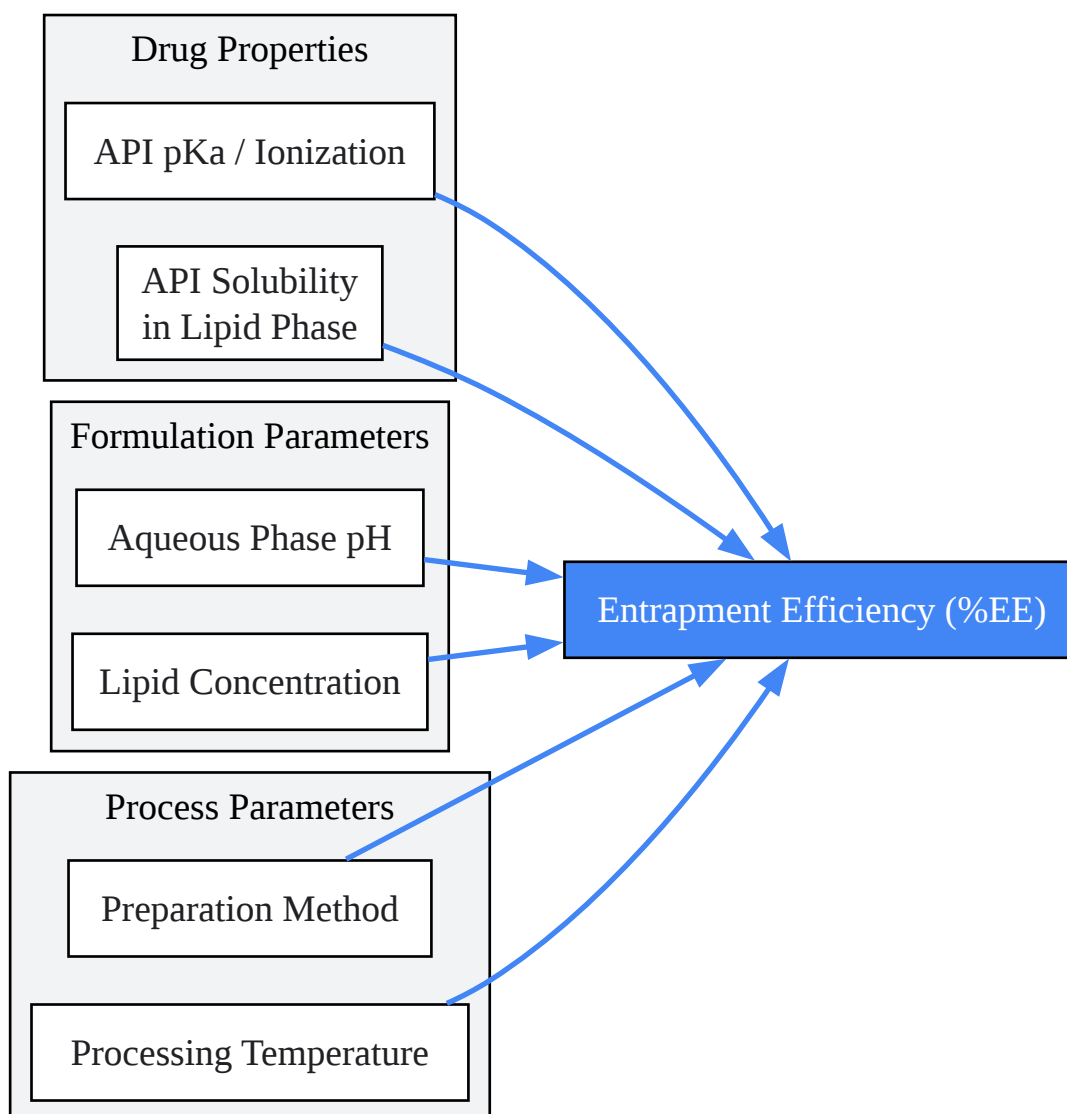 Drug Properties
API pKa / Ionization
API Solubility
in Lipid Phase
Formulation Parameters
Aqueous Phase pH
Lipid Concentration
Process Parameters
Preparation Method
Processing Temperature
Entrapment Efficiency (%EE)